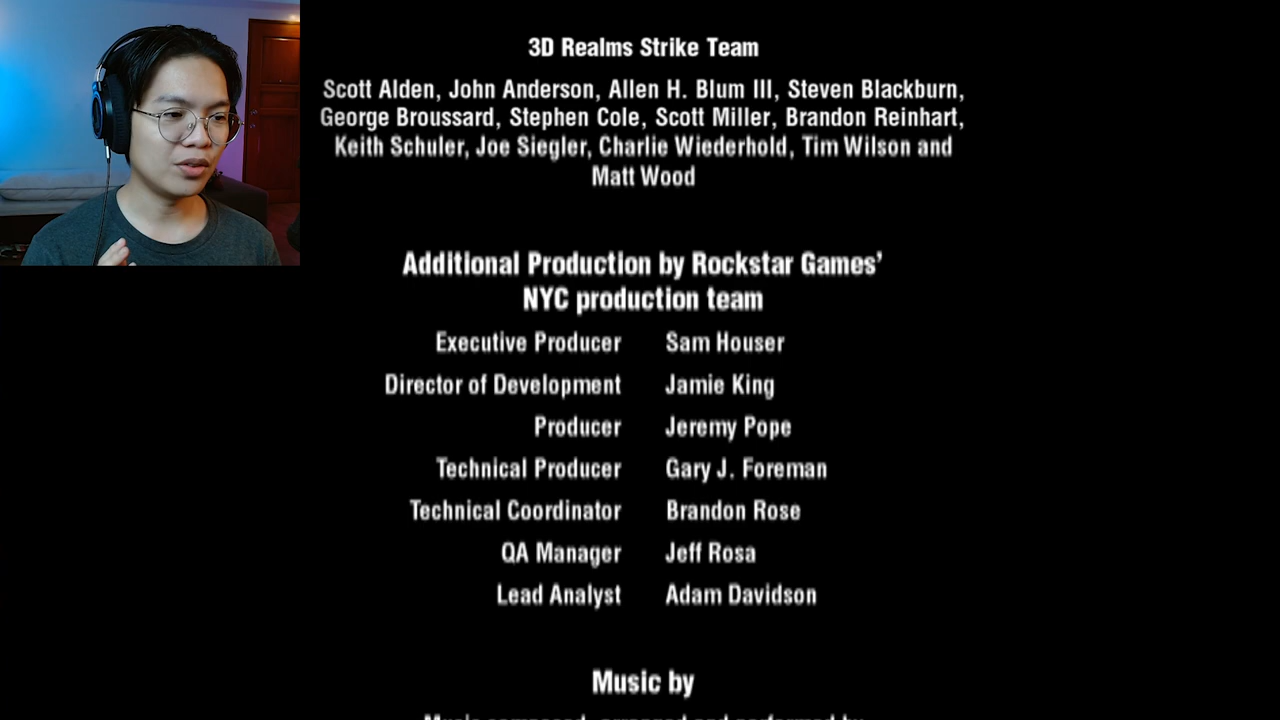 3D Realms Strike Team
Scott Alden, John Anderson, Allen H. Blum III, Steven Blackburn,
George Broussard, Stephen Cole, Scott Miller, Brandon Reinhart,
Keith Schuler, Joe Siegler, Charlie Wiederhold, Tim Wilson and
Matt Wood
Additional Production by Rockstar Games'
NYC production team
Executive Producer Sam Houser
Director of Development Jamie King
Producer Jeremy Pope
Technical Producer Gary J. Foreman
Technical Coordinator Brandon Rose
QA Manager Jeff Rosa
Lead Analyst Adam Davidson
Music by